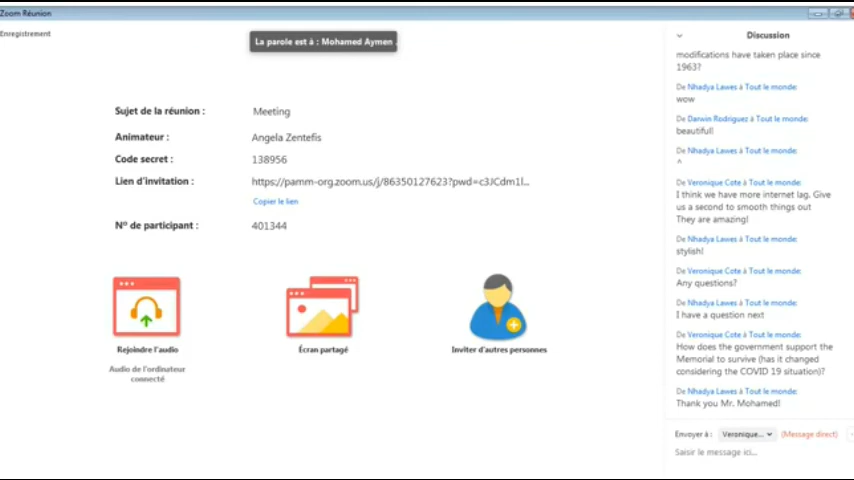 Zoom Réunion
Enregistrement
La parole est à : Mohamed Aymen
Sujet de la réunion :
Meeting
Animateur :
Angela Zentefis
Code secret :
138956
Lien d'invitation :
https://pamm-org.zoom.us/j/86350127623?pwd=c3JCdm1l...
Copier le lien
N° de participant :
401344
Rejoindre l'audio
Audio de l'ordinateur
connecté
Écran partagé
Inviter d'autres personnes
Discussion
modifications have taken place since
1963?
De Nhadya Lawes à Tout le monde:
wow
De Darwin Rodriguez à Tout le monde:
beautiful!
De Nhadya Lawes à Tout le monde:
^
De Veronique Cote à Tout le monde:
I think we have more internet lag. Give
us a second to smooth things out
They are amazing!
De Nhadya Lawes à Tout le monde:
stylish!
De Veronique Cote à Tout le monde:
Any questions?
De Nhadya Lawes à Tout le monde:
I have a question next
De Veronique Cote à Tout le monde:
How does the government support the
Memorial to survive (has it changed
considering the COVID 19 situation)?
De Nhadya Lawes à Tout le monde:
Thank you Mr. Mohamed!
Envoyer à :
Veronique...
(Message direct)
Saisir le message ici...